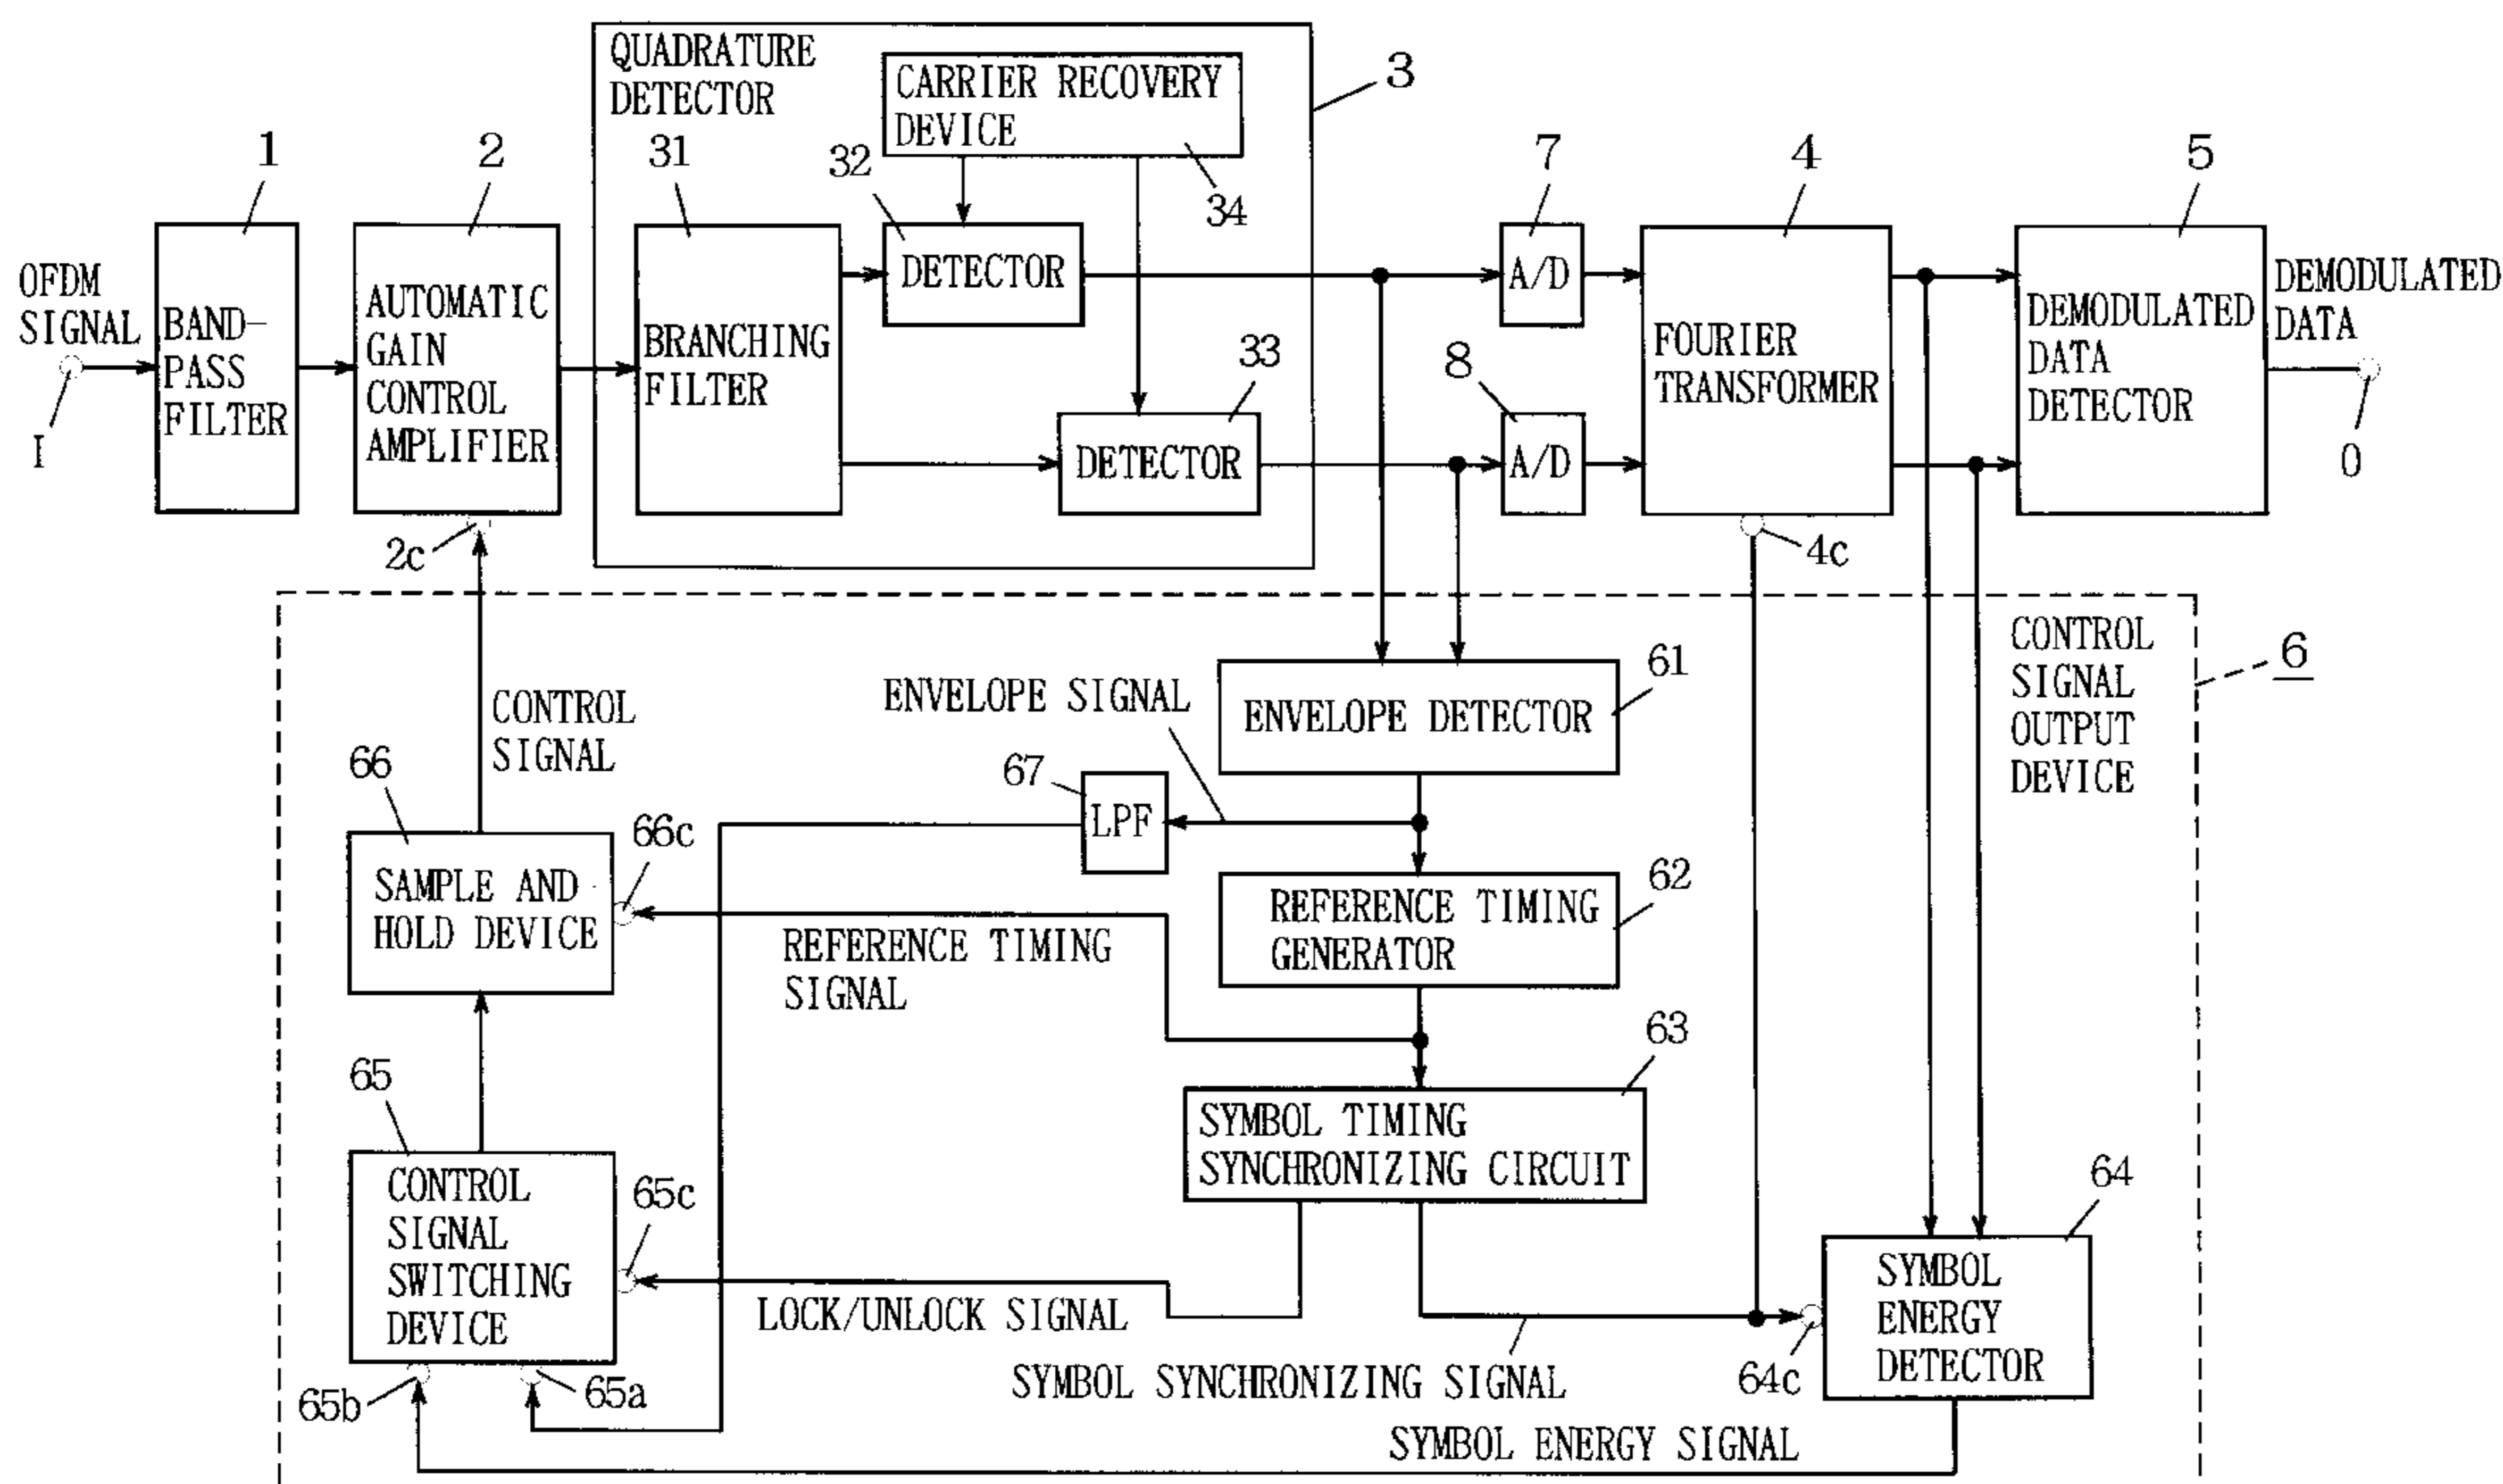 QUADRATURE
DETECTOR
CARRIER RECOVERY
DEVICE
3
1
2
31
32
34
7
4
5
OFDM
SIGNAL
I
BAND-
PASS
FILTER
AUTOMATIC
GAIN
CONTROL
AMPLIFIER
2c
BRANCHING
FILTER
DETECTOR
33
DETECTOR
A/D
8
A/D
FOURIER
TRANSFORMER
4c
DEMODULATED
DATA
DETECTOR
DEMODULATED
DATA
O
CONTROL
SIGNAL
OUTPUT
DEVICE
6
61
ENVELOPE DETECTOR
ENVELOPE SIGNAL
CONTROL
SIGNAL
66
67
LPF
66c
SAMPLE AND
HOLD DEVICE
62
REFERENCE TIMING
GENERATOR
REFERENCE TIMING
SIGNAL
63
SYMBOL TIMING
SYNCHRONIZING CIRCUIT
65
CONTROL
SIGNAL
SWITCHING
DEVICE
65c
LOCK/UNLOCK SIGNAL
64
SYMBOL
ENERGY
DETECTOR
64c
65b
65a
SYMBOL SYNCHRONIZING SIGNAL
SYMBOL ENERGY SIGNAL